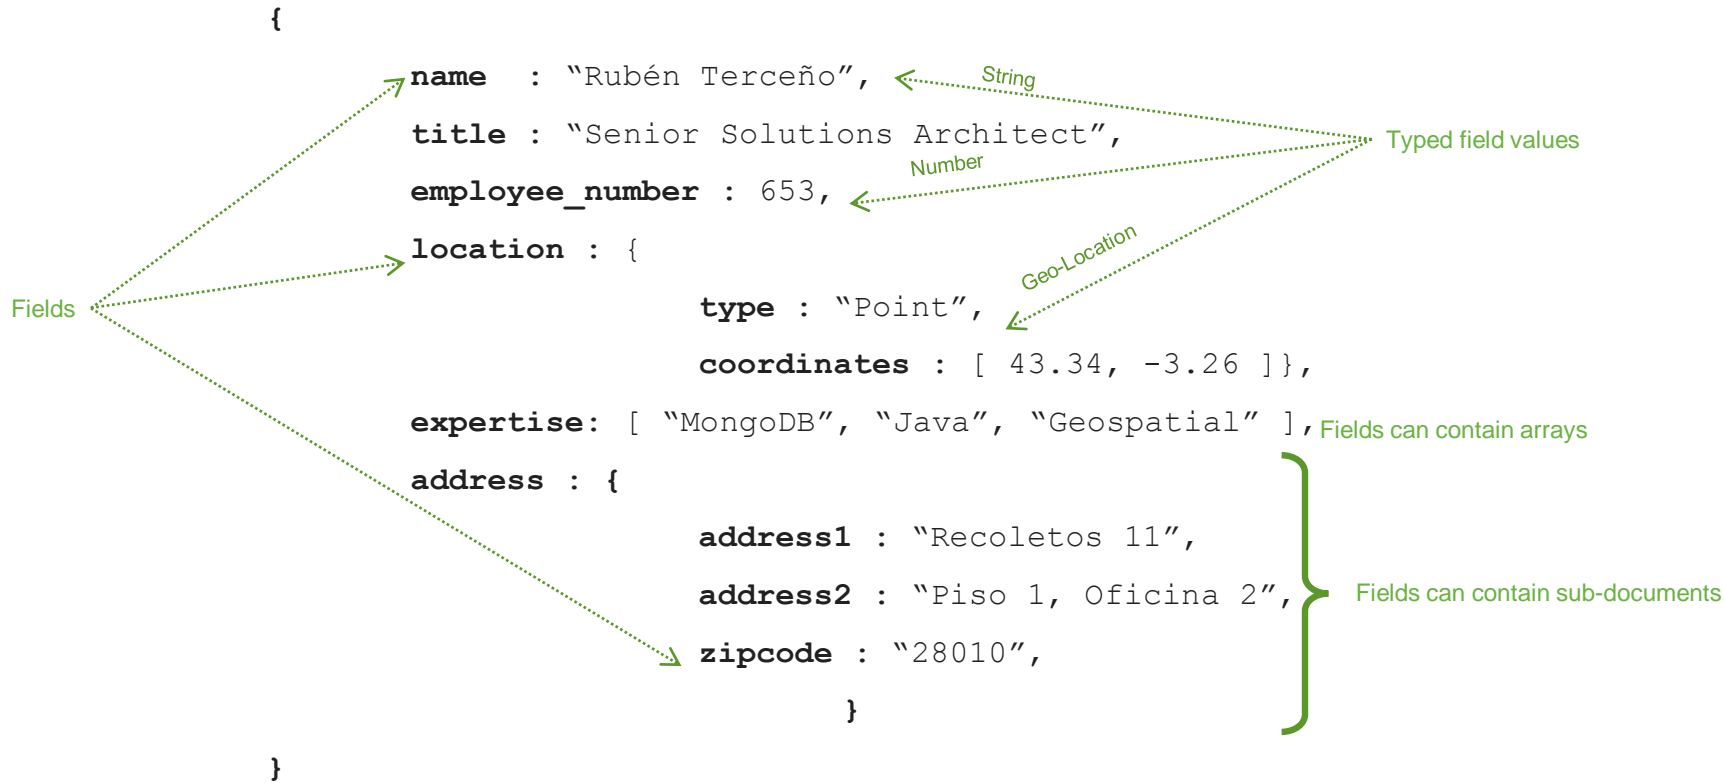 {
name : “Rubén Terceño”,
String
title : “Senior Solutions Architect”,
Typed field values
Number
employee_number : 653,
location : {
Geo-Location
Fields
type : “Point”,
coordinates : [ 43.34, -3.26 ]},
expertise: [ “MongoDB”, “Java”, “Geospatial” ],
Fields can contain arrays
address : {
address1 : “Recoletos 11”,
address2 : “Piso 1, Oficina 2”,
Fields can contain sub-documents
zipcode : “28010”,
}
}